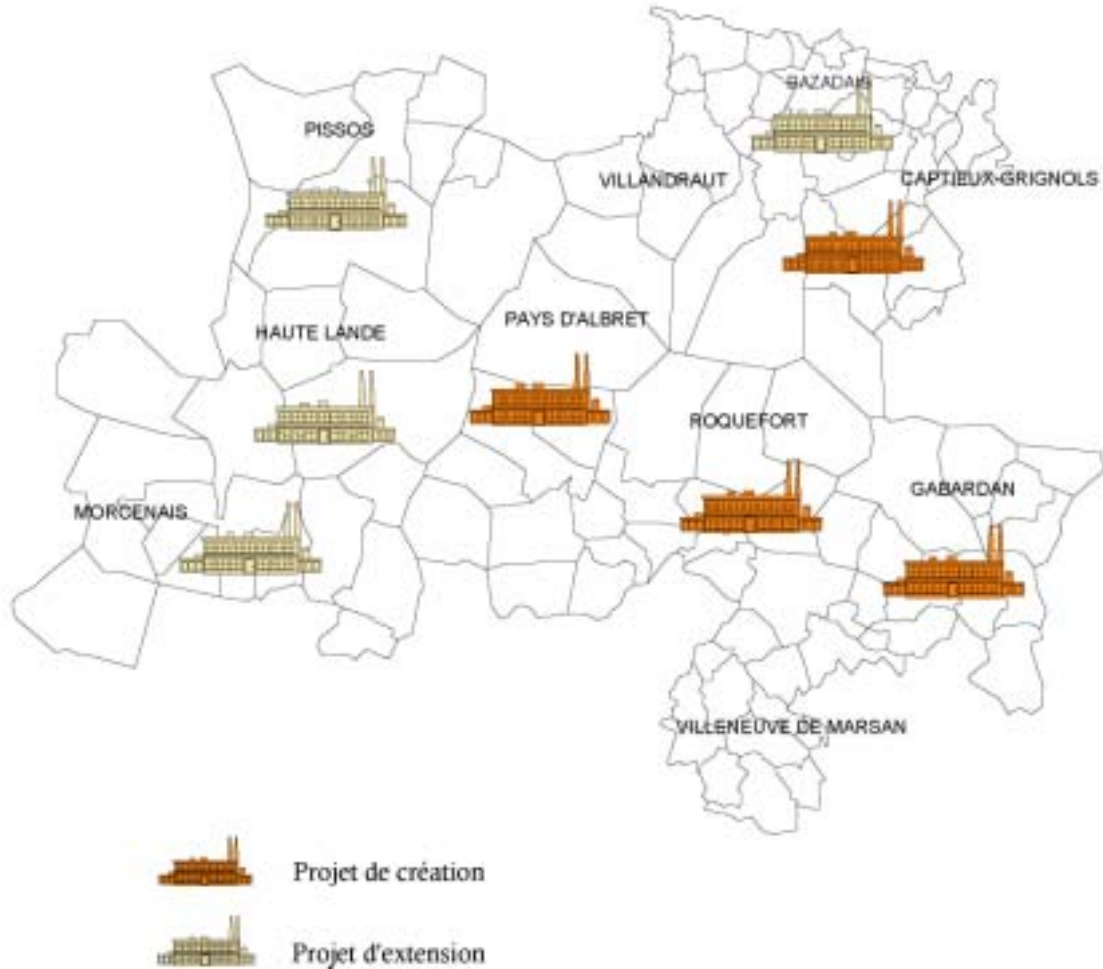 BAZADAIS
PISSOS
VILLANDRAUT
CAPTIEUX-GRIGNOLS
PAYS D'ALBRET
HAUTE LANDE
ROQUEFORT
GABARDAN
MORCENAIS
VILLENEUVE DE MARSAN
Projet de création
Projet d'extension